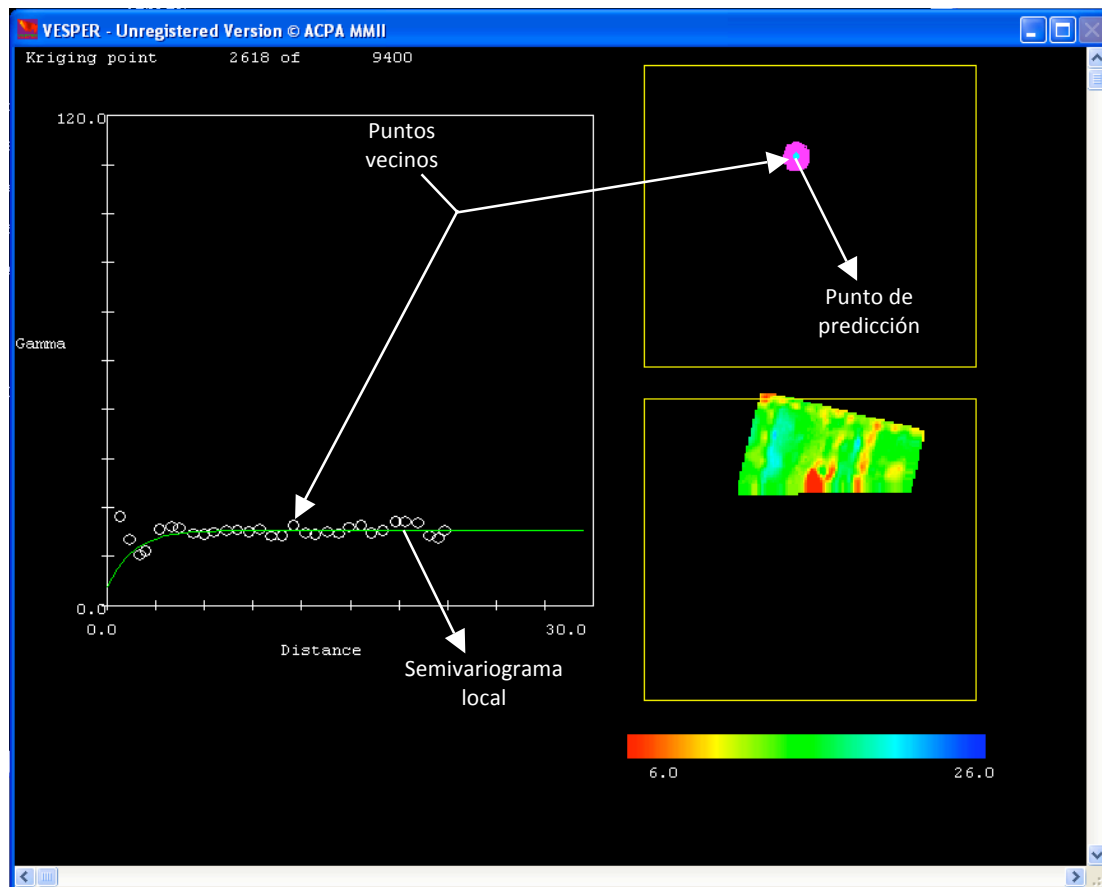 VESPER - Unregistered Version © ACPA MMII
Kriging point 2618 of 9400
120.0
Puntos
vecinos
Punto de
predicción
Gamma
0.0
0.0
30.0
Distance
Semivariograma
local
6.0
26.0